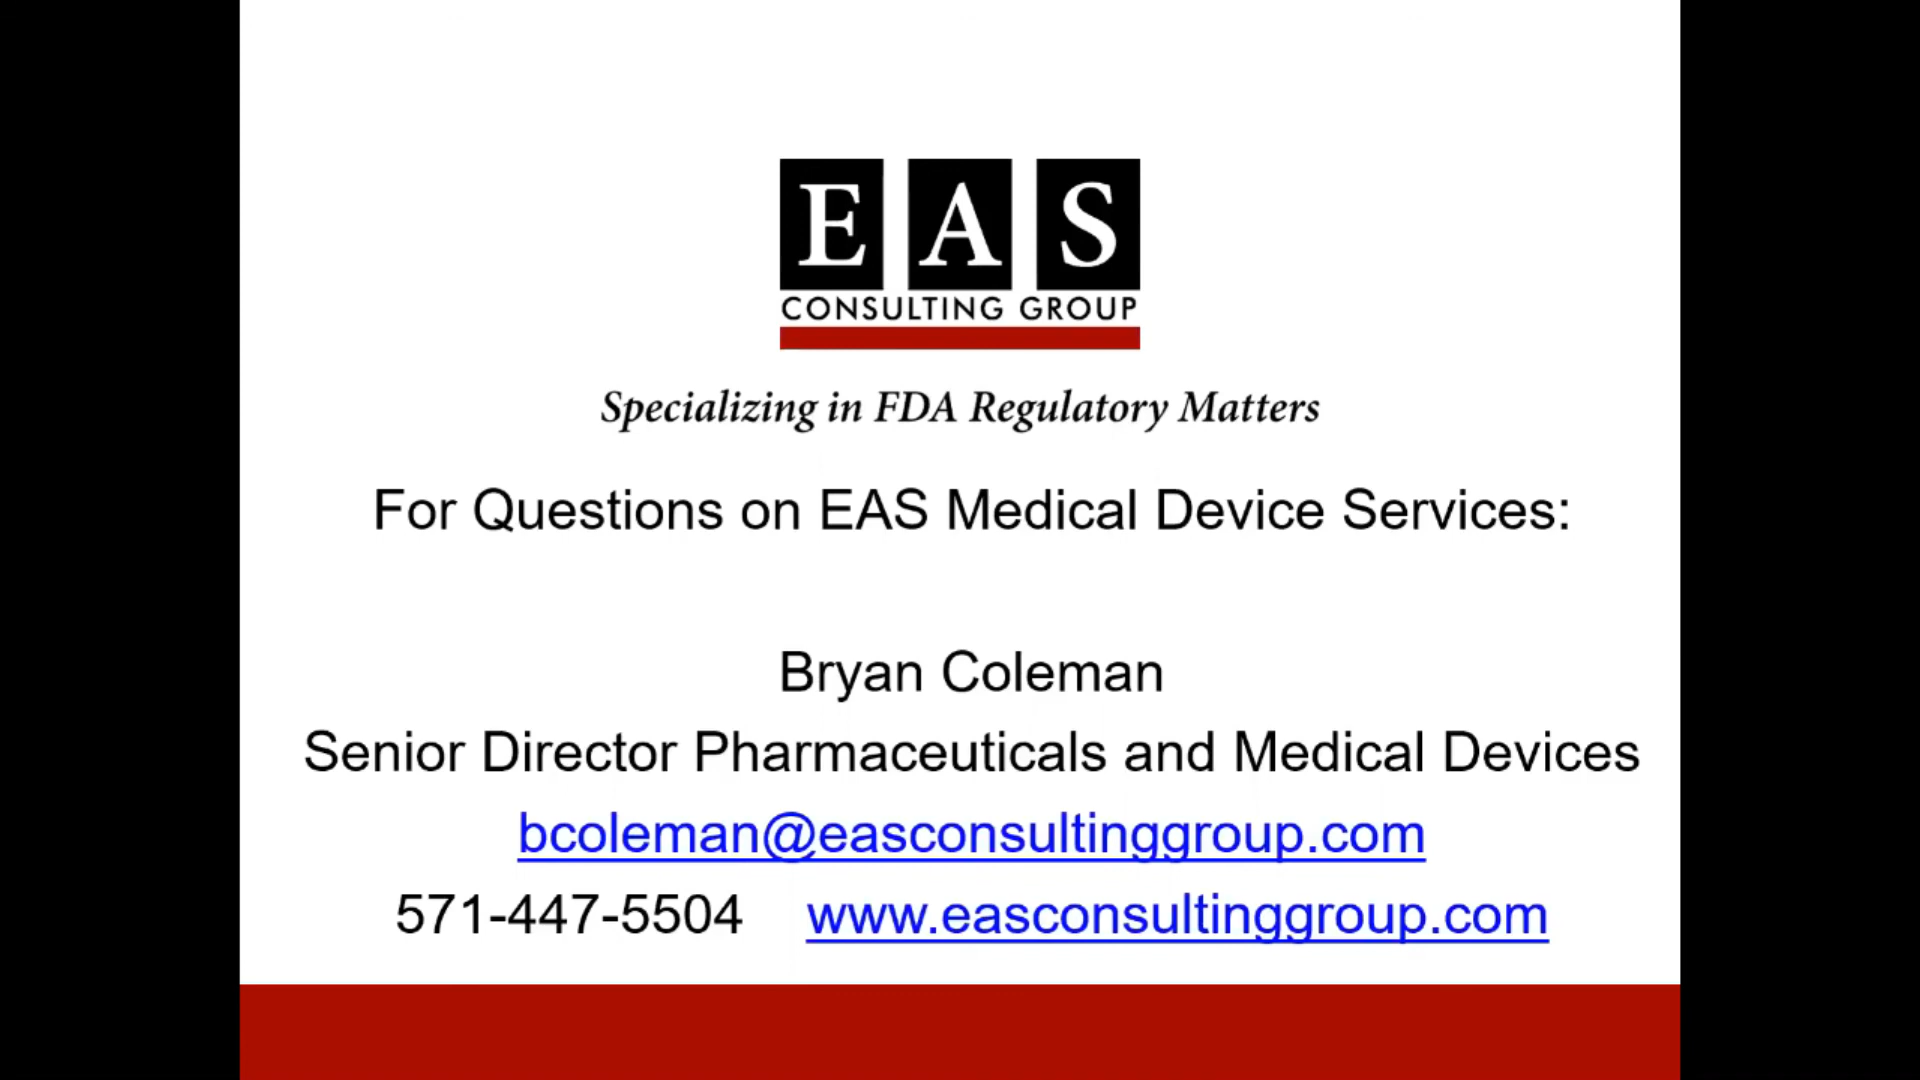 EAS
CONSULTING GROUP
Specializing in FDA Regulatory Matters
For Questions on EAS Medical Device Services:
Bryan Coleman
Senior Director Pharmaceuticals and Medical Devices
bcoleman@easconsultinggroup.com
571-447-5504 www.easconsultinggroup.com